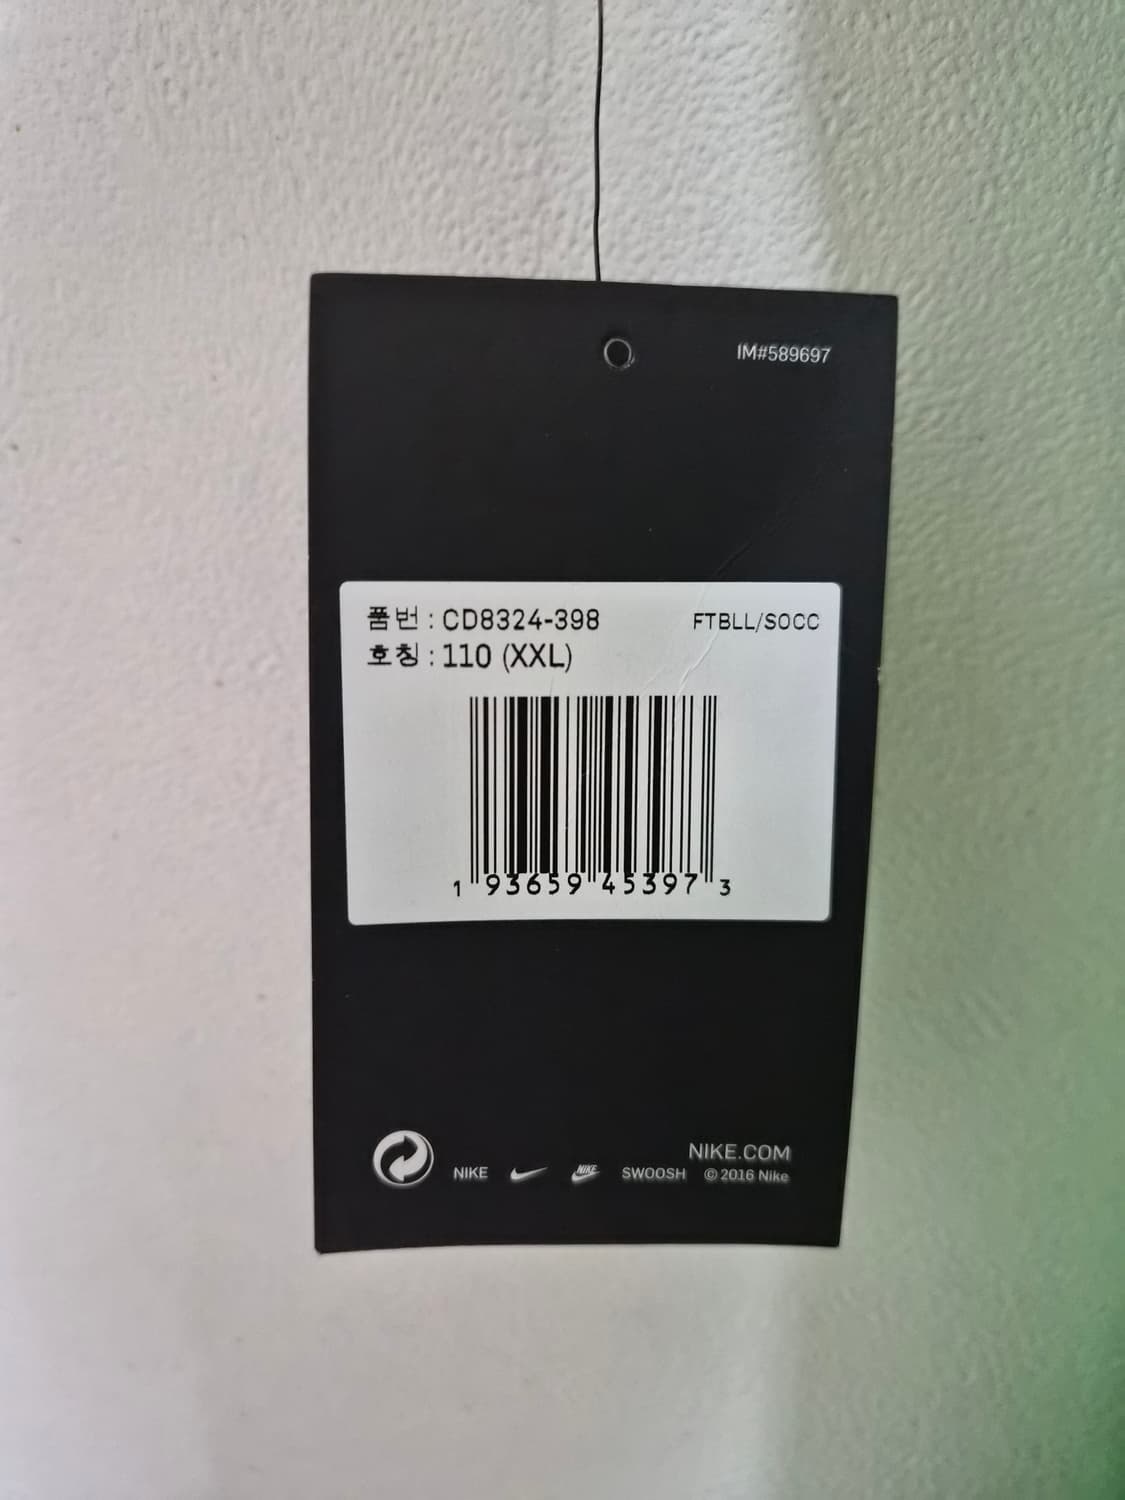 IM#589697
품번 : CD8324-398 FTBLL/SOCC
호칭 : 110 (XXL)
1 93659 45397 3
NIKE.COM
NIKE NIKE SWOOSH © 2016 Nike